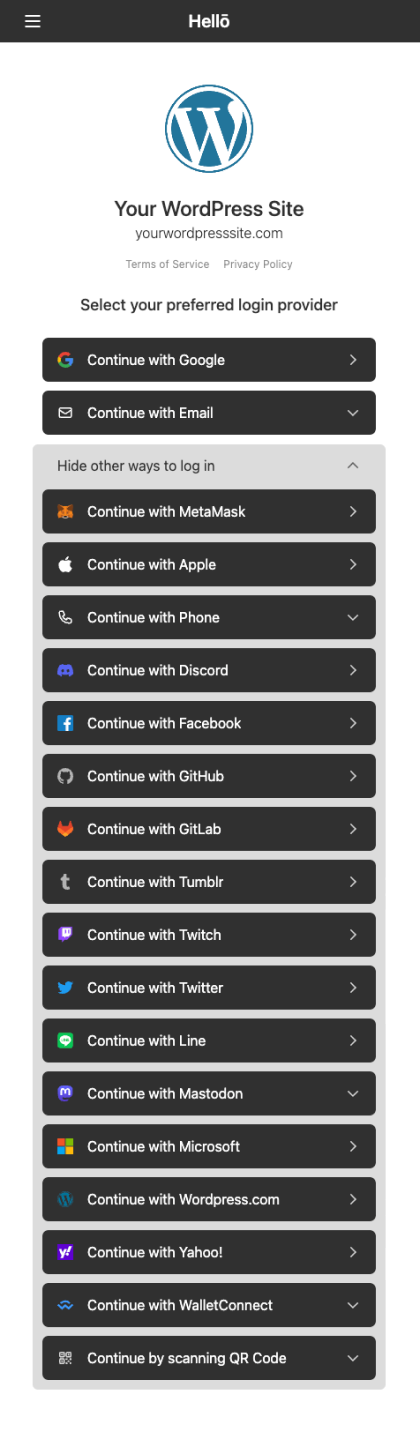 Hellō
Your WordPress Site
yourwordpresssite.com
Terms of Service Privacy Policy
Select your preferred login provider
Continue with Google
Continue with Email
Hide other ways to log in
Continue with MetaMask
Continue with Apple
Continue with Phone
Continue with Discord
Continue with Facebook
Continue with GitHub
Continue with GitLab
Continue with Tumblr
Continue with Twitch
Continue with Twitter
Continue with Line
Continue with Mastodon
Continue with Microsoft
Continue with Wordpress.com
Continue with Yahoo!
Continue with WalletConnect
Continue by scanning QR Code